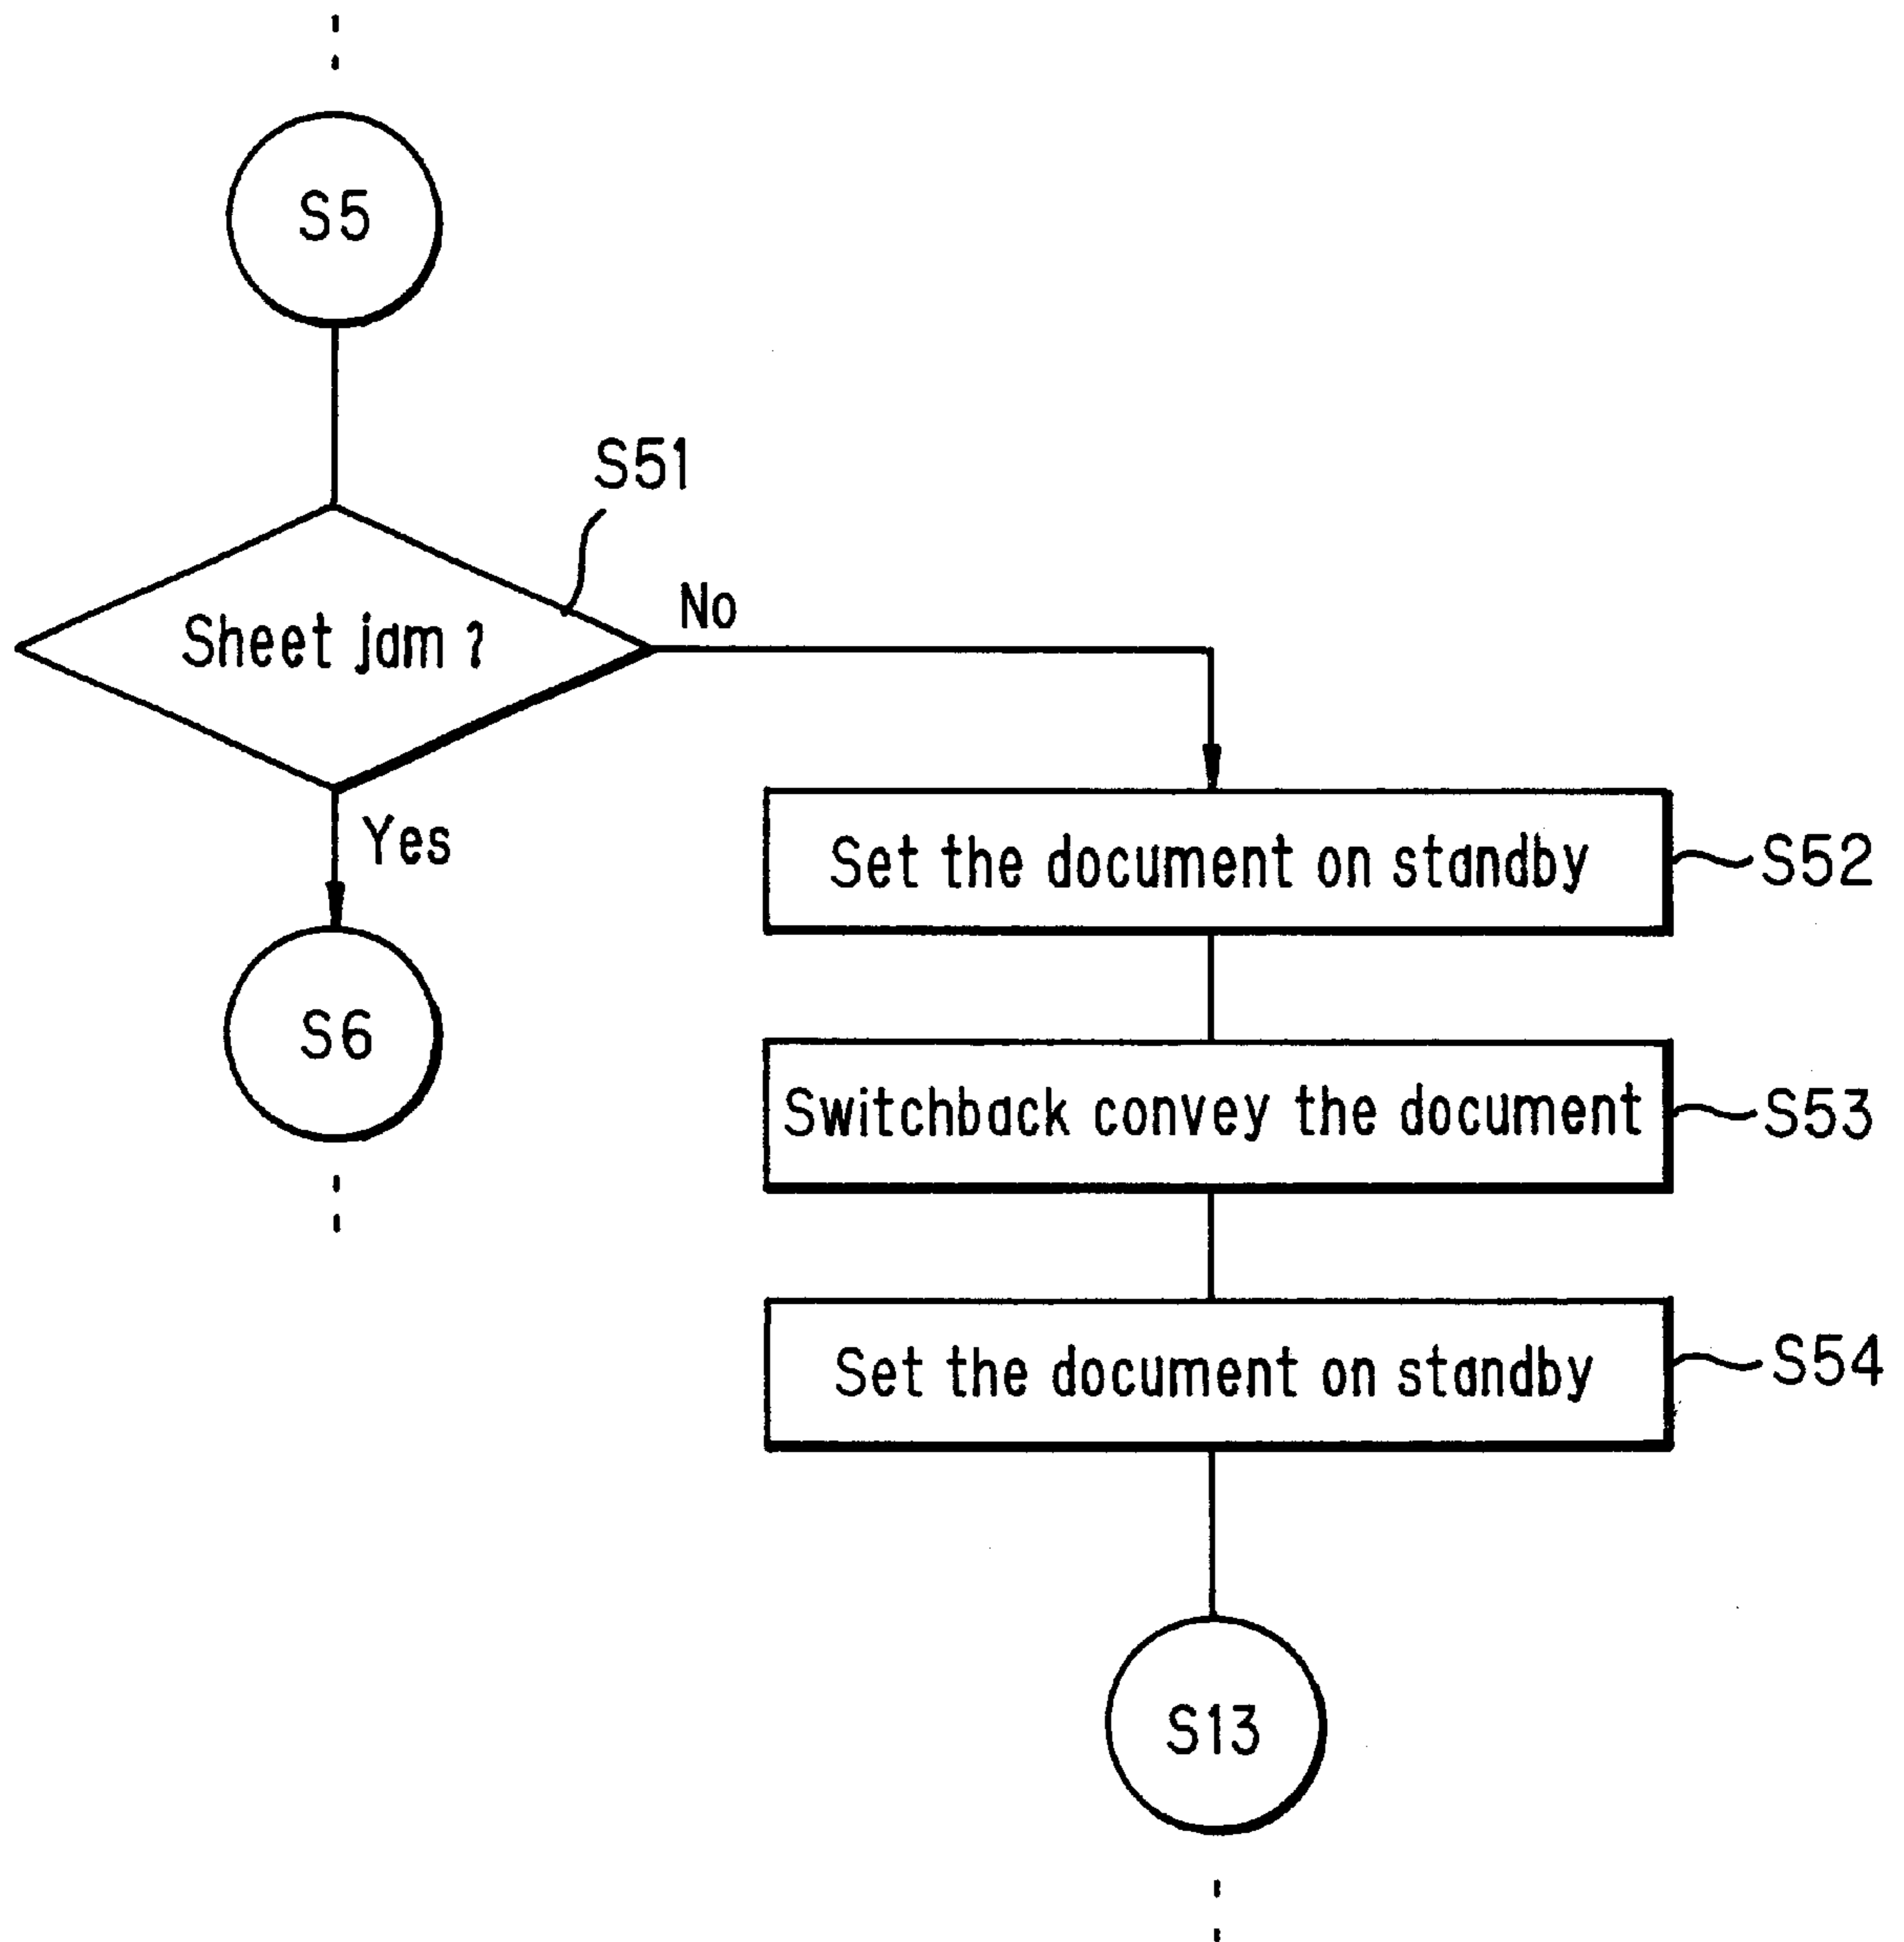 S5
S51
Sheet jam ?
No
Yes
Set the document on standby
S52
S6
Switchback convey the document
S53
Set the document on standby
S54
S13